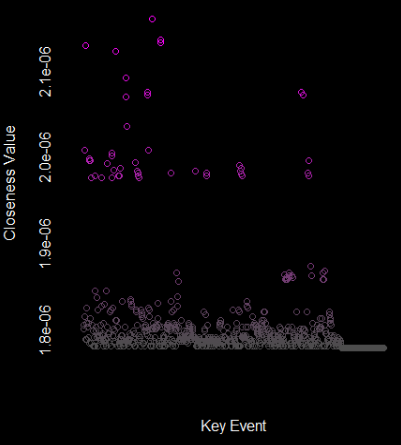 2.1e-06
2.0e-06
1.9e-06
1.8e-06
Closeness Value
Key Event